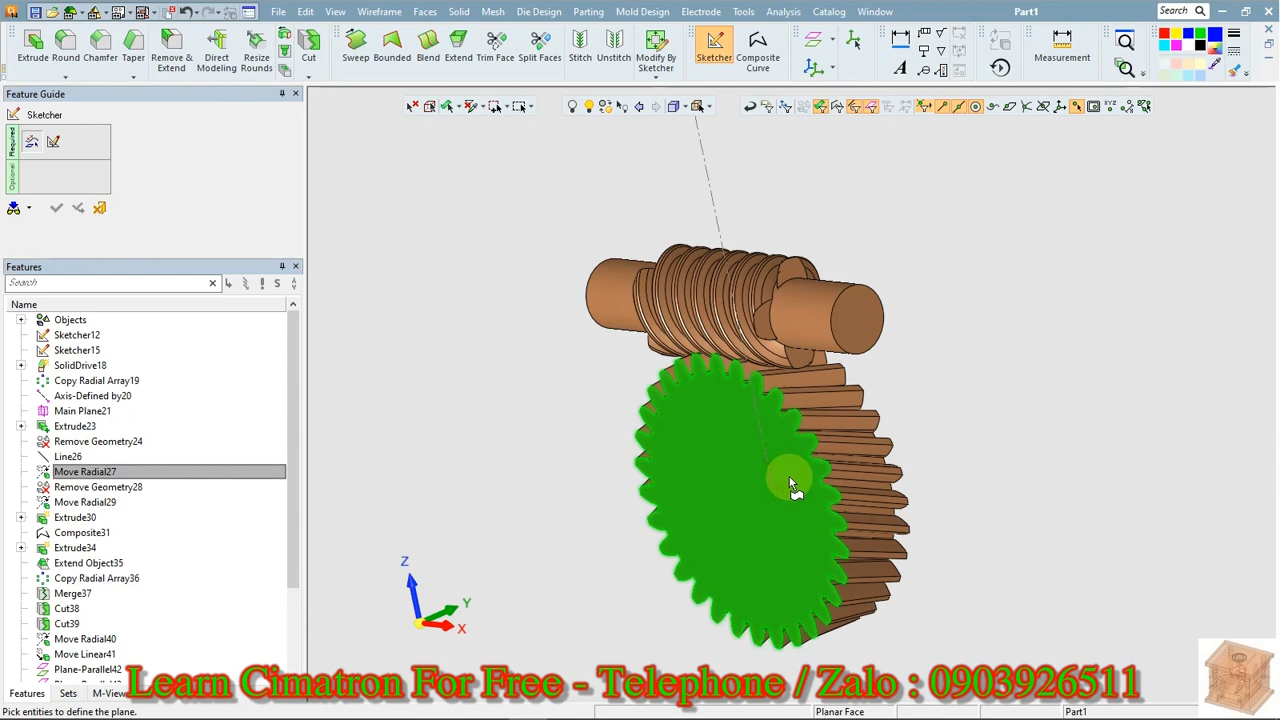 File Edit View Wireframe Faces Solid Mesh Die Design Parting Mold Design Electrode Tools Analysis Catalog Window Part1 Search
Extrude Round Chamfer Taper Remove & Extend Direct Modeling Resize Rounds Cut Sweep Bounded Blend Extend Trim Faces Split Faces Stitch Unstitch Modify By Sketcher Sketcher Composite Curve Measurement
Feature Guide
Sketcher
Required
Optional
Features
Search
Name
Objects
Sketcher12
Sketcher15
SolidDrive18
Copy Radial Array19
Axis-Defined by20
Main Plane21
Extrude23
Remove Geometry24
Line26
Move Radial27
Remove Geometry28
Move Radial29
Extrude30
Composite31
Extrude34
Extend Object35
Copy Radial Array36
Merge37
Cut38
Cut39
Move Radial40
Move Linear41
Plane-Parallel42
Z
Y
X
Features Sets M-View
Learn Cimatron For Free - Telephone / Zalo : 0903926511
Pick entities to define the plane. Planar Face Part1